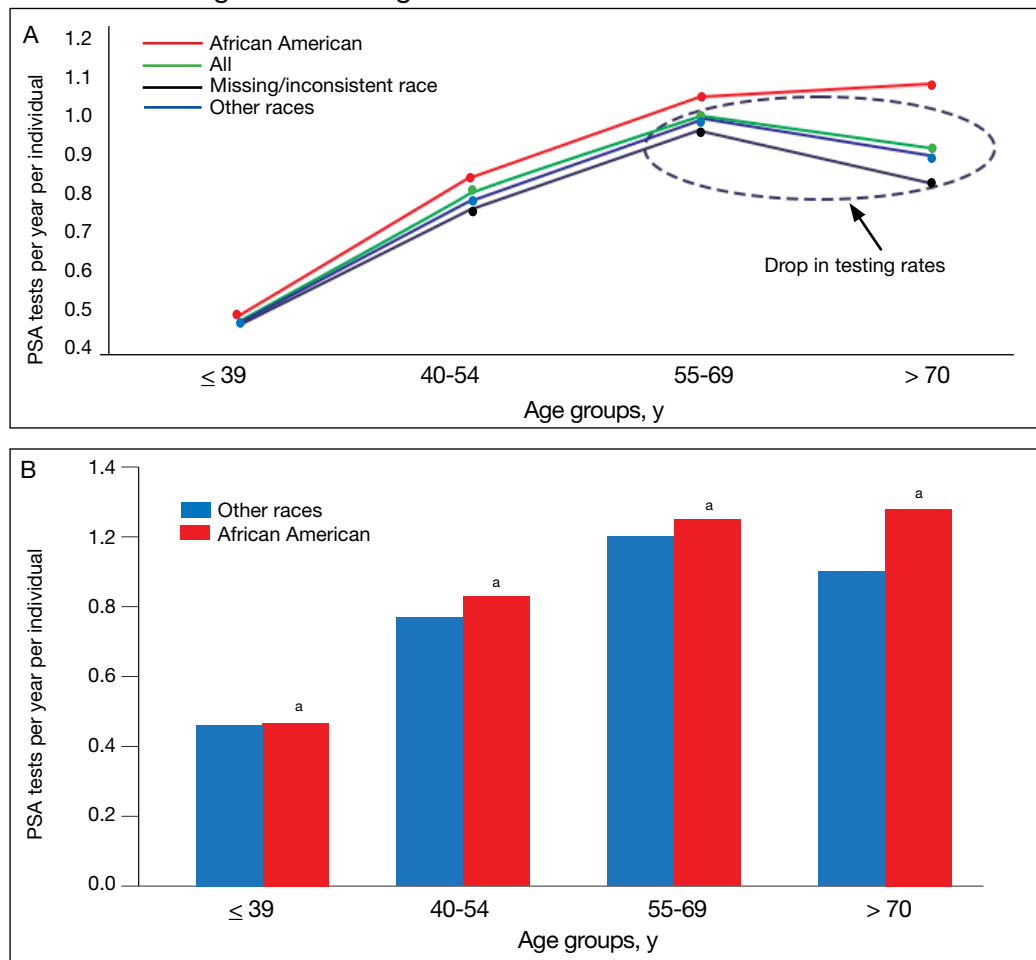 A
1.2
1.1
1.0
0.9
0.8
0.7
0.6
0.5
0.4
PSA tests per year per individual
African American
All
Missing/inconsistent race
Other races
Drop in testing rates
≤ 39 40-54 55-69 > 70
Age groups, y
B
1.4
1.2
0.8
0.6
0.4
0.2
0.0
PSA tests per year per individual
Other races
African American
a
a
a
a
≤ 39 40-54 55-69 > 70
Age groups, y